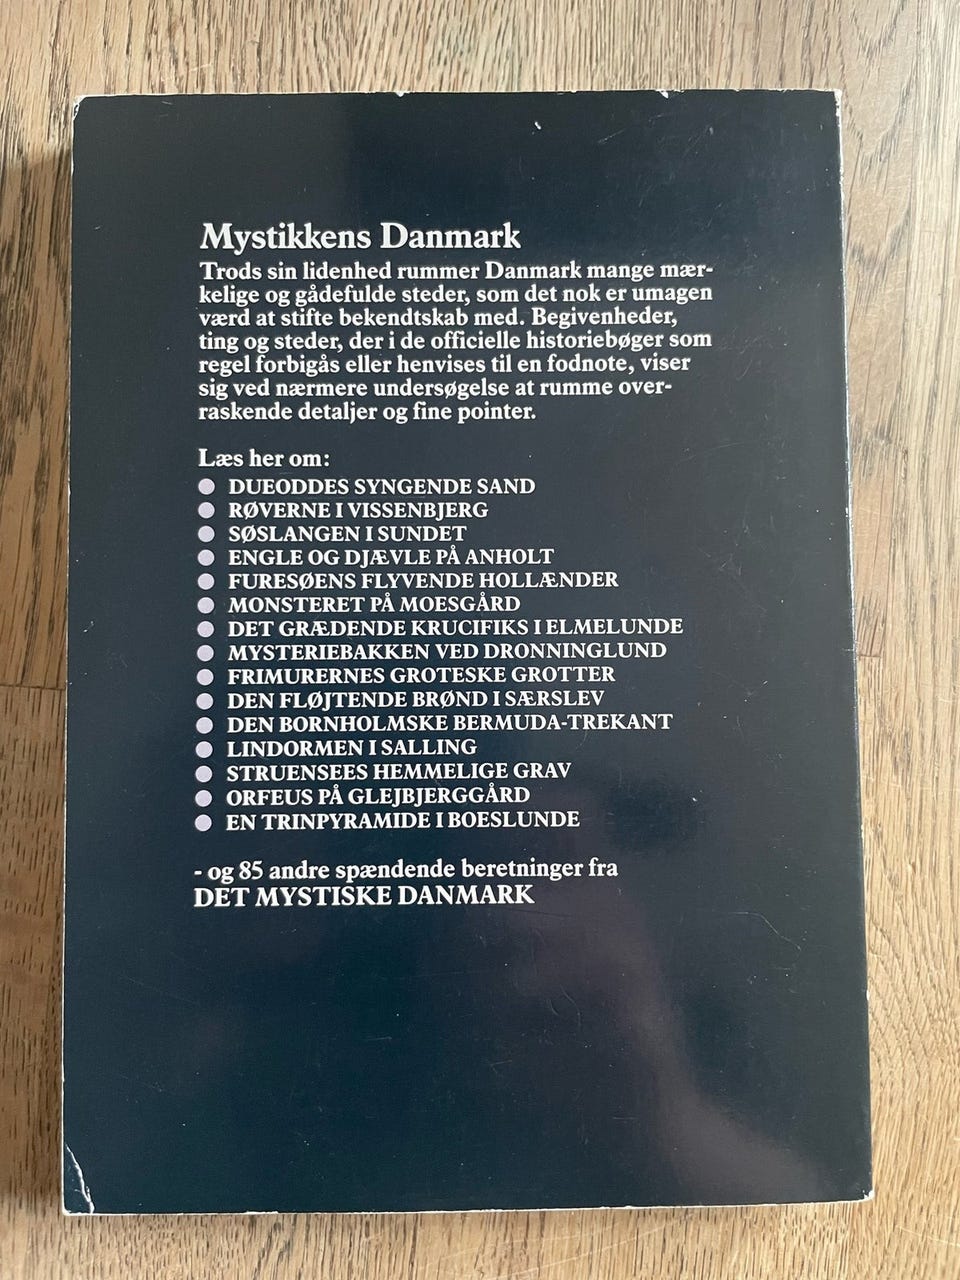 Mystikkens Danmark
Trods sin lidenhed rummer Danmark mange mær-
kelige og gådefulde steder, som det nok er umagen
værd at stifte bekendtskab med. Begivenheder,
ting og steder, der i de officielle historiebøger som
regel forbigås eller henvises til en fodnote, viser
sig ved nærmere undersøgelse at rumme over-
raskende detaljer og fine pointer.
Læs her om:
● DUEODDES SYNGENDE SAND
● RØVERNE I VISSENBJERG
● SØSLANGEN I SUNDET
● ENGLE OG DJÆVLE PÅ ANHOLT
● FURESØENS FLYVENDE HOLLÆNDER
● MONSTERET PÅ MOESGÅRD
● DET GRÆDENDE KRUCIFIKS I ELMELUNDE
● MYSTERIEBAKKEN VED DRONNINGLUND
● FRIMURERNES GROTESKE GROTTER
● DEN FLØJTENDE BRØND I SÆRSLEV
● DEN BORNHOLMSKE BERMUDA-TREKANT
● LINDORMEN I SALLING
● STRUENSEES HEMMELIGE GRAV
● ORFEUS PÅ GLEJBJERGGÅRD
● EN TRINPYRAMIDE I BOESLUNDE
- og 85 andre spændende beretninger fra
DET MYSTISKE DANMARK